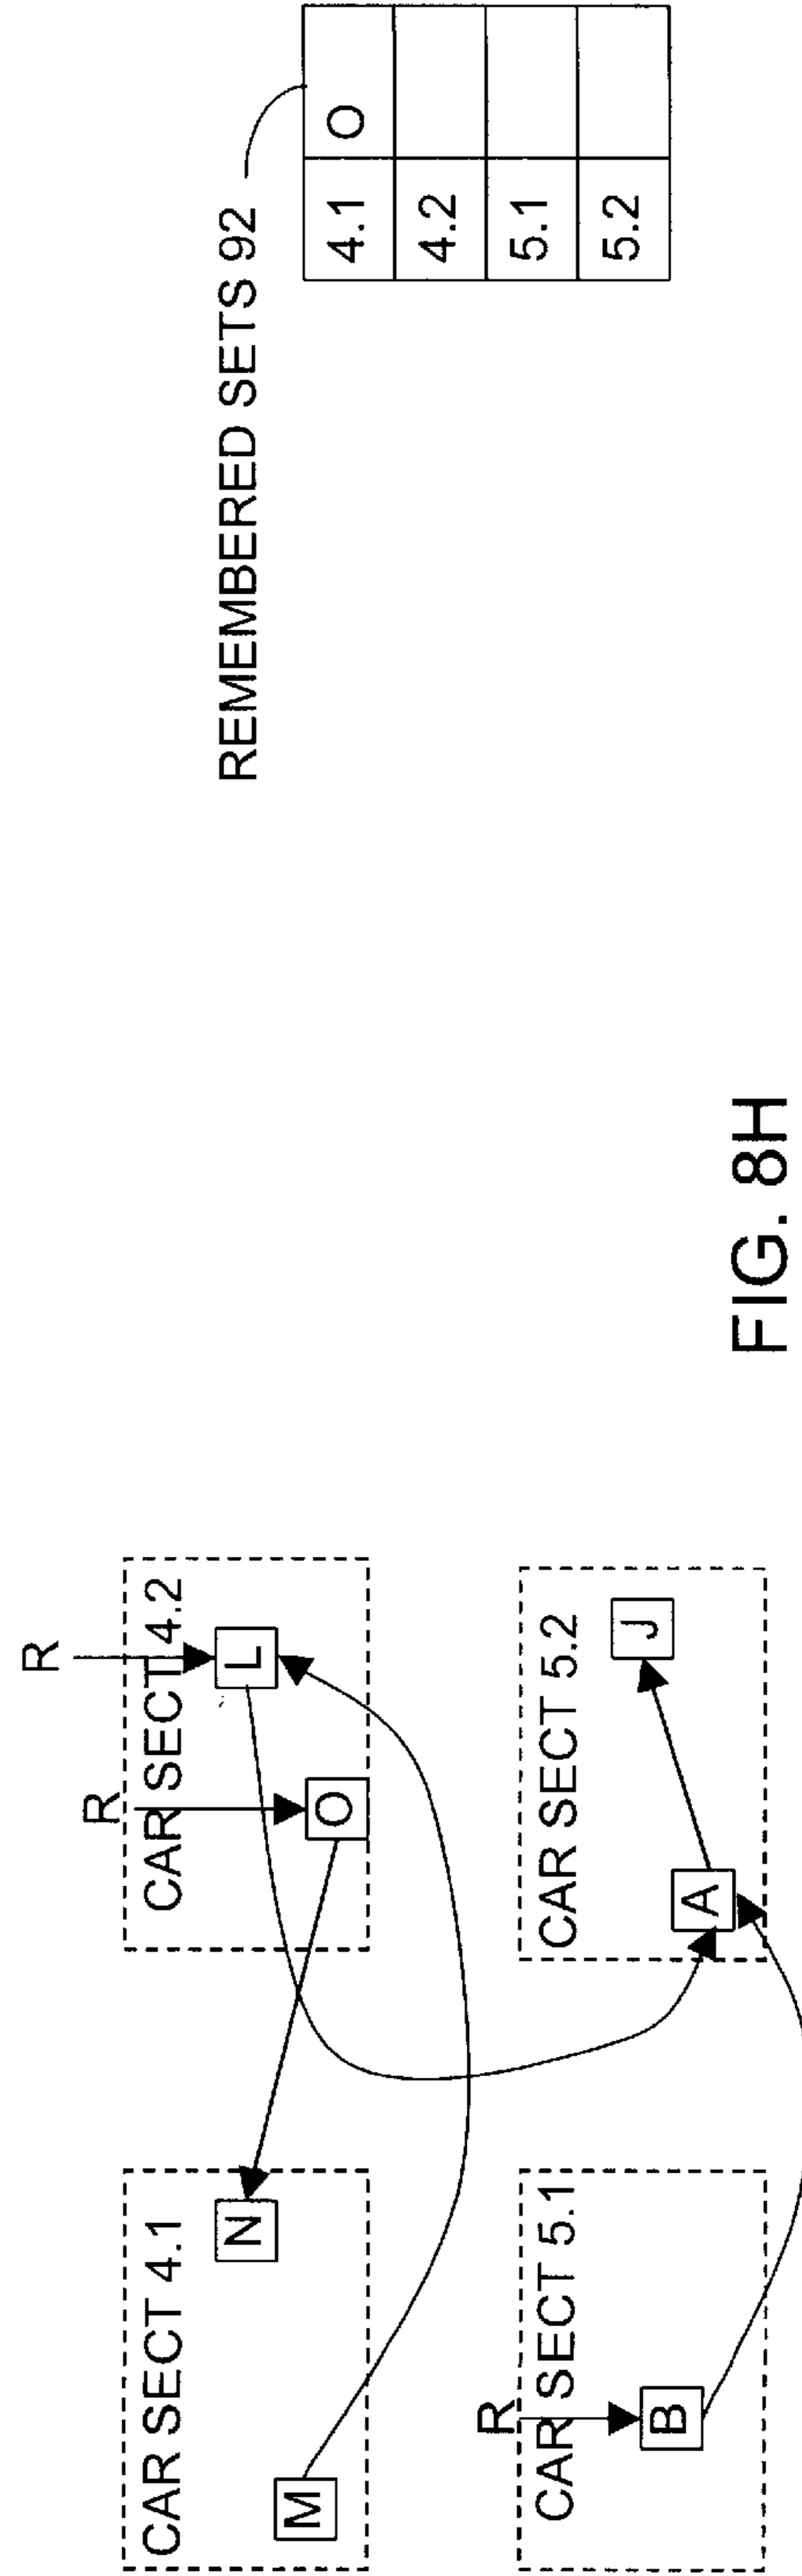 R
R
CAR SECT 4.1
CAR SECT 4.2
N
M
O
L
R
CAR SECT 5.1
CAR SECT 5.2
B
A
J
REMEMBERED SETS 92
4.1 O
4.2
5.1
5.2
FIG. 8H